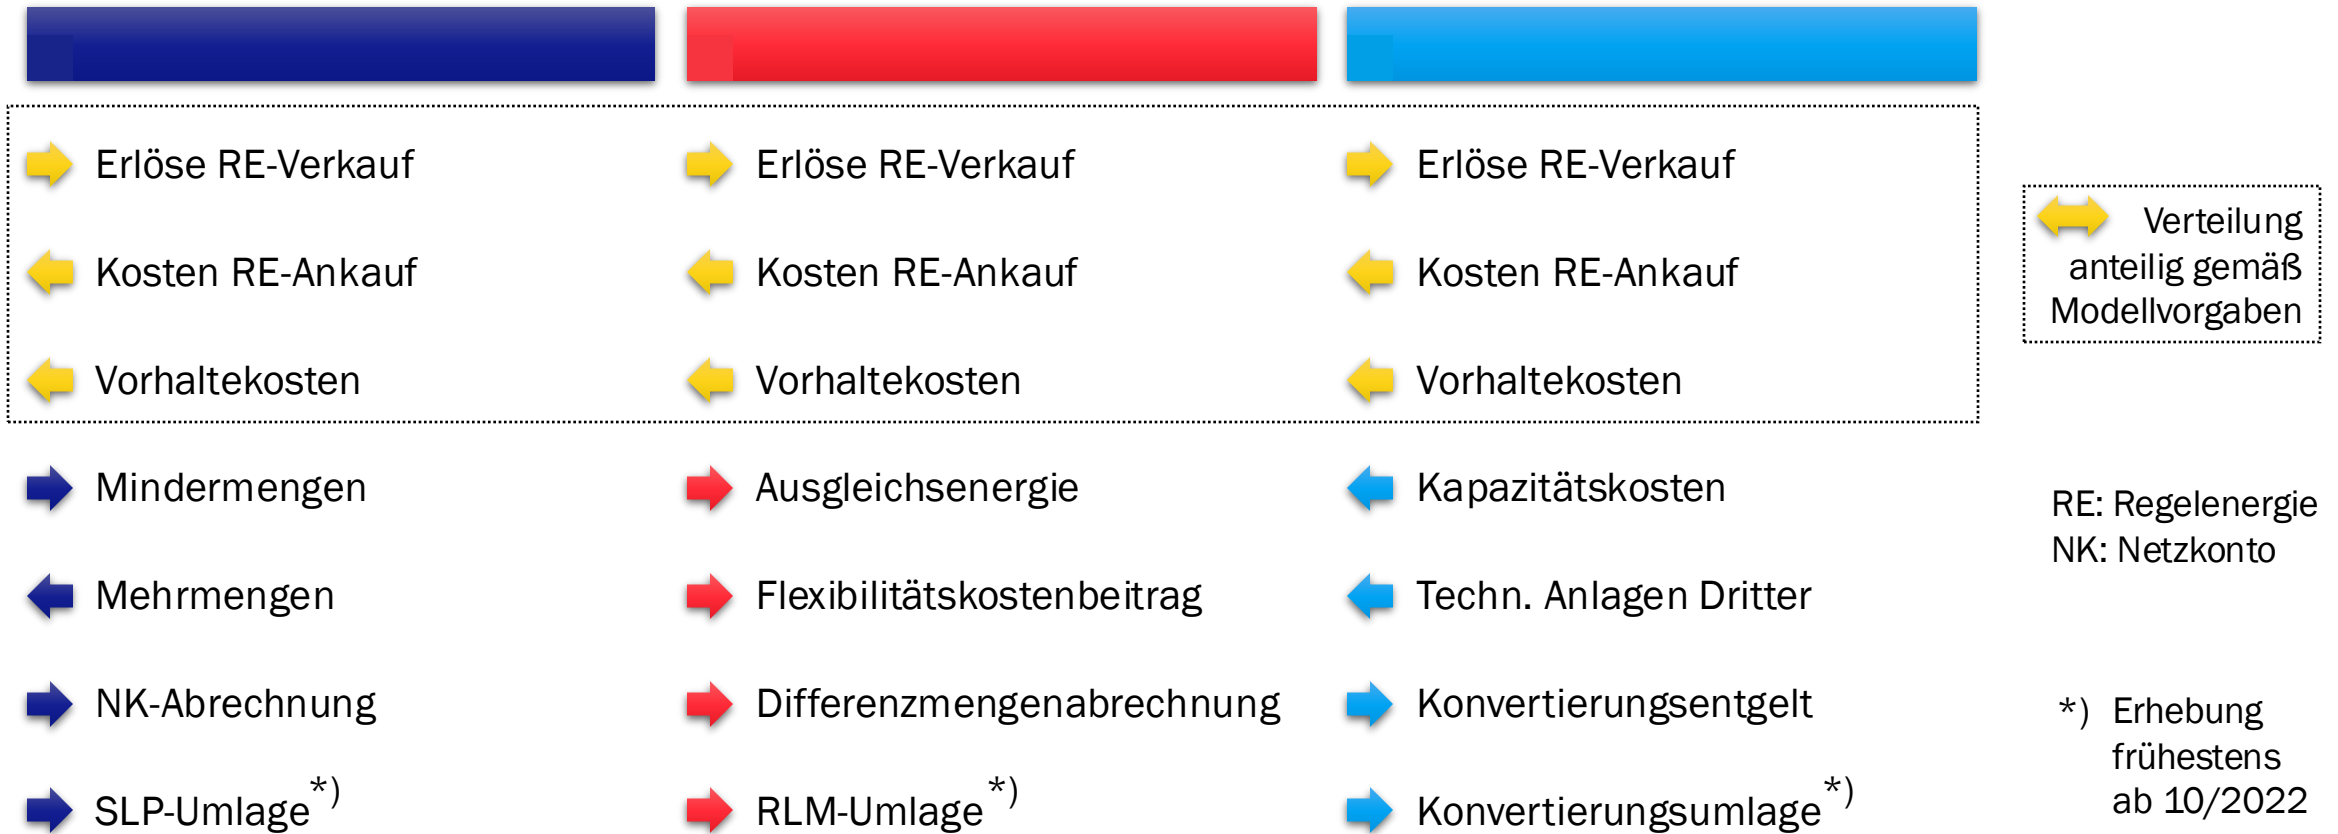 Erlöse RE-Verkauf
Kosten RE-Ankauf
Vorhaltekosten
Mindermengen
Mehrmengen
NK-Abrechnung
SLP-Umlage*)
Erlöse RE-Verkauf
Kosten RE-Ankauf
Vorhaltekosten
Ausgleichsenergie
Flexibilitätskostenbeitrag
Differenzmengenabrechnung
RLM-Umlage*)
Erlöse RE-Verkauf
Kosten RE-Ankauf
Vorhaltekosten
Kapazitätskosten
Techn. Anlagen Dritter
Konvertierungsentgelt
Konvertierungsumlage*)
Verteilung
anteilig gemäß
Modellvorgaben
RE: Regelenergie
NK: Netzkonto
*) Erhebung
frühestens
ab 10/2022